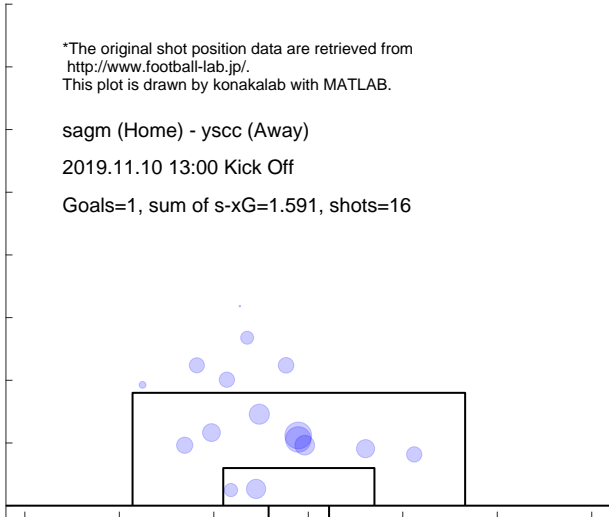 *The original shot position data are retrieved from
http://www.football-lab.jp/.
This plot is drawn by konakalab with MATLAB.
sagm (Home) - yscc (Away)
2019.11.10 13:00 Kick Off
Goals=1, sum of s-xG=1.591, shots=16